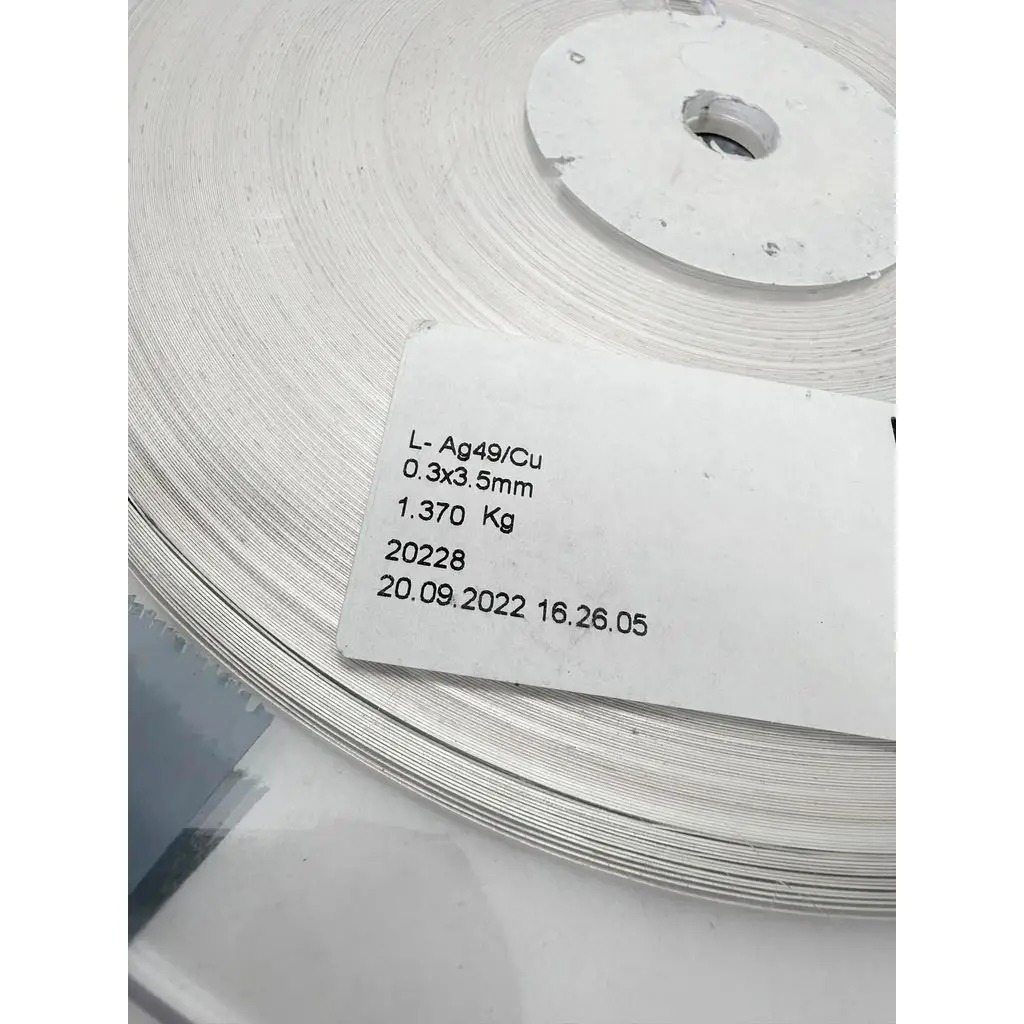 L- Ag49/Cu
0.3x3.5mm
1.370 Kg
20228
20.09.2022 16.26.05